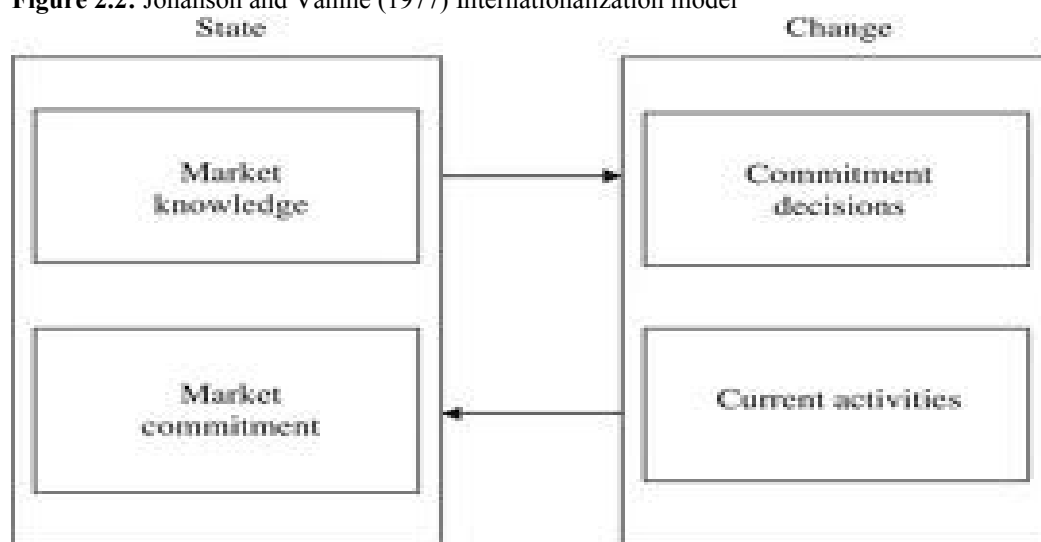 Figure 2.2: Johanson and Vahlne (1977) Internationalization model
State
Change
Market
knowledge
Commitment
decisions
Market
commitment
Current activities